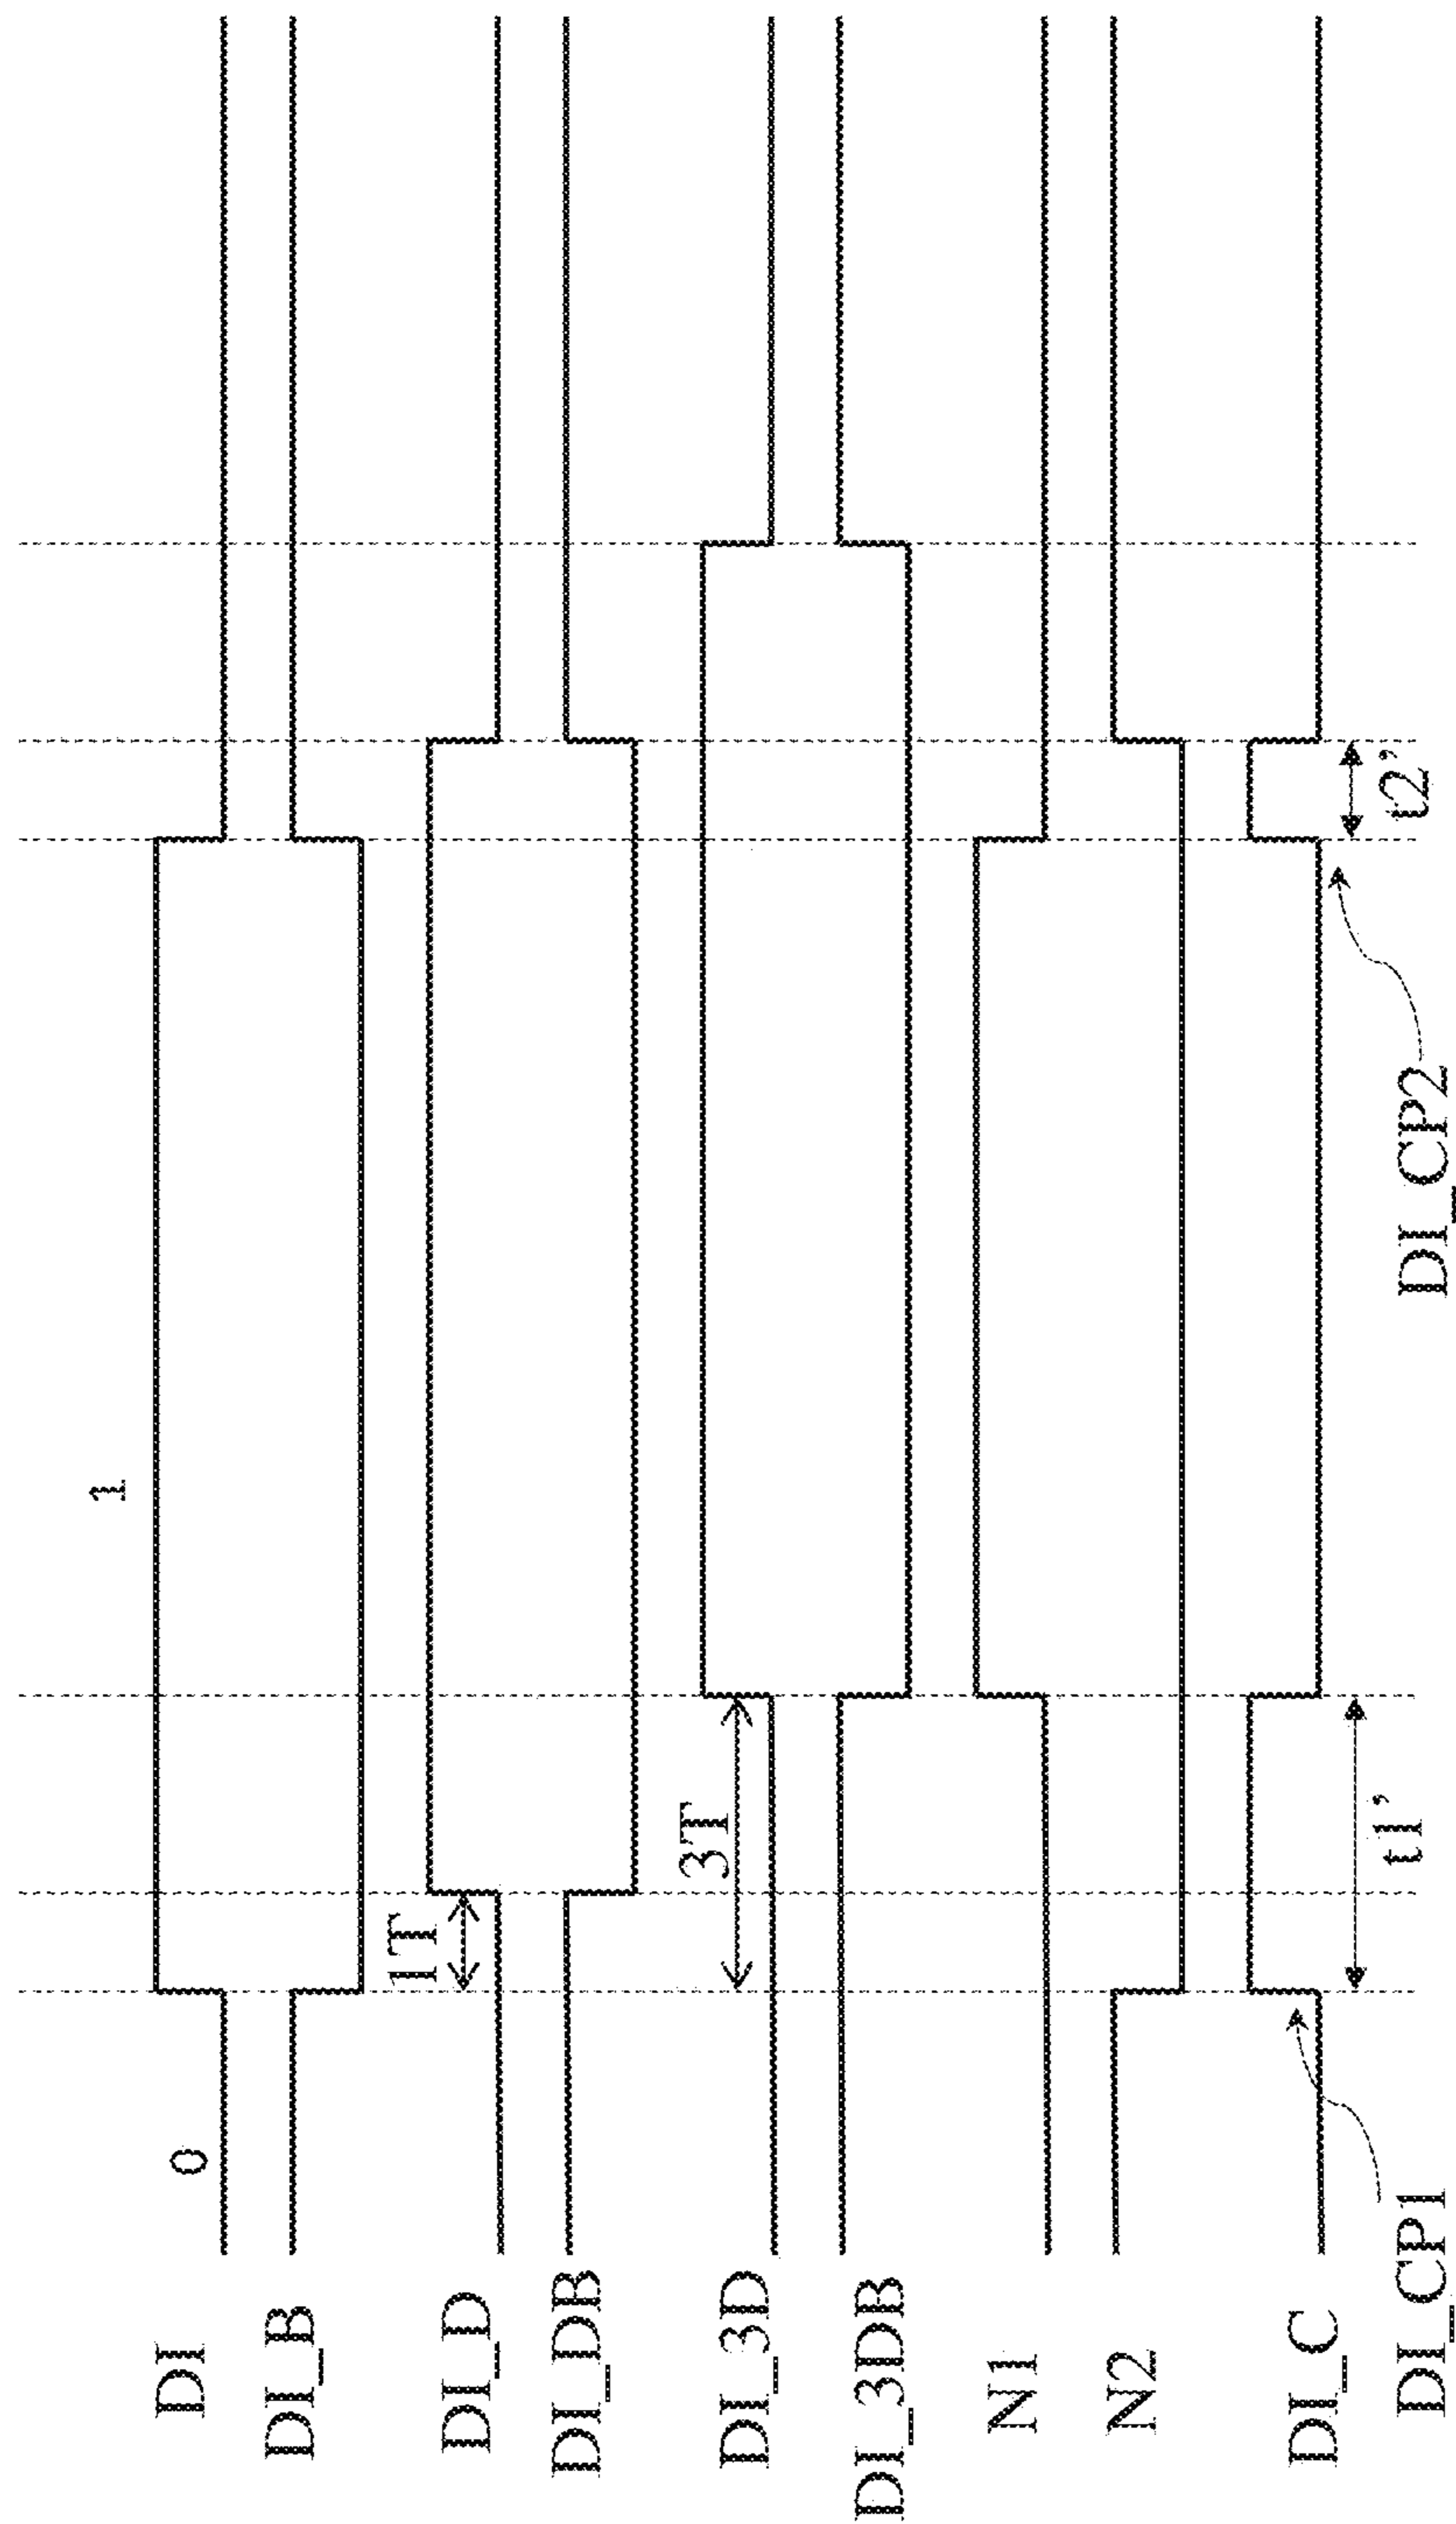 0
1
DI
DI_B
1T
DI_D
DI_DB
3T
DI_3D
DI_3DB
N1
N2
DI_C
t1’
t2’
DI_CP1
DI_CP2